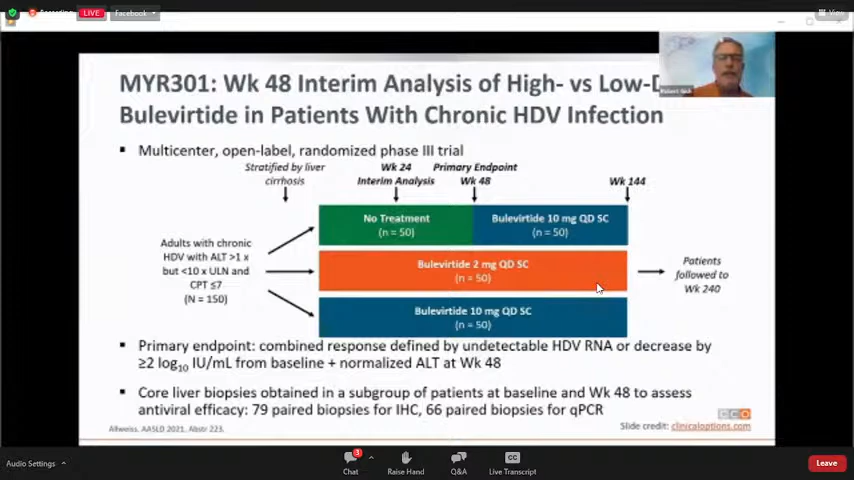 LIVE
Facebook
View
MYR301: Wk 48 Interim Analysis of High- vs Low-D
Bulevirtide in Patients With Chronic HDV Infection
Robert Gish
▪ Multicenter, open-label, randomized phase III trial
Stratified by liver
cirrhosis
Wk 24
Interim Analysis
Primary Endpoint
Wk 48
Wk 144
No Treatment
(n = 50)
Bulevirtide 10 mg QD SC
(n = 50)
Adults with chronic
HDV with ALT >1 x
but <10 x ULN and
CPT ≤7
(N = 150)
Bulevirtide 2 mg QD SC
(n = 50)
Patients
followed to
Wk 240
Bulevirtide 10 mg QD SC
(n = 50)
▪ Primary endpoint: combined response defined by undetectable HDV RNA or decrease by
≥2 log₁₀ IU/mL from baseline + normalized ALT at Wk 48
▪ Core liver biopsies obtained in a subgroup of patients at baseline and Wk 48 to assess
antiviral efficacy: 79 paired biopsies for IHC, 66 paired biopsies for qPCR
CCO
Allweiss. AASLD 2021. Abstr 223.
Slide credit: clinicaloptions.com
Audio Settings
3
Chat
Raise Hand
Q&A
CC
Live Transcript
Leave